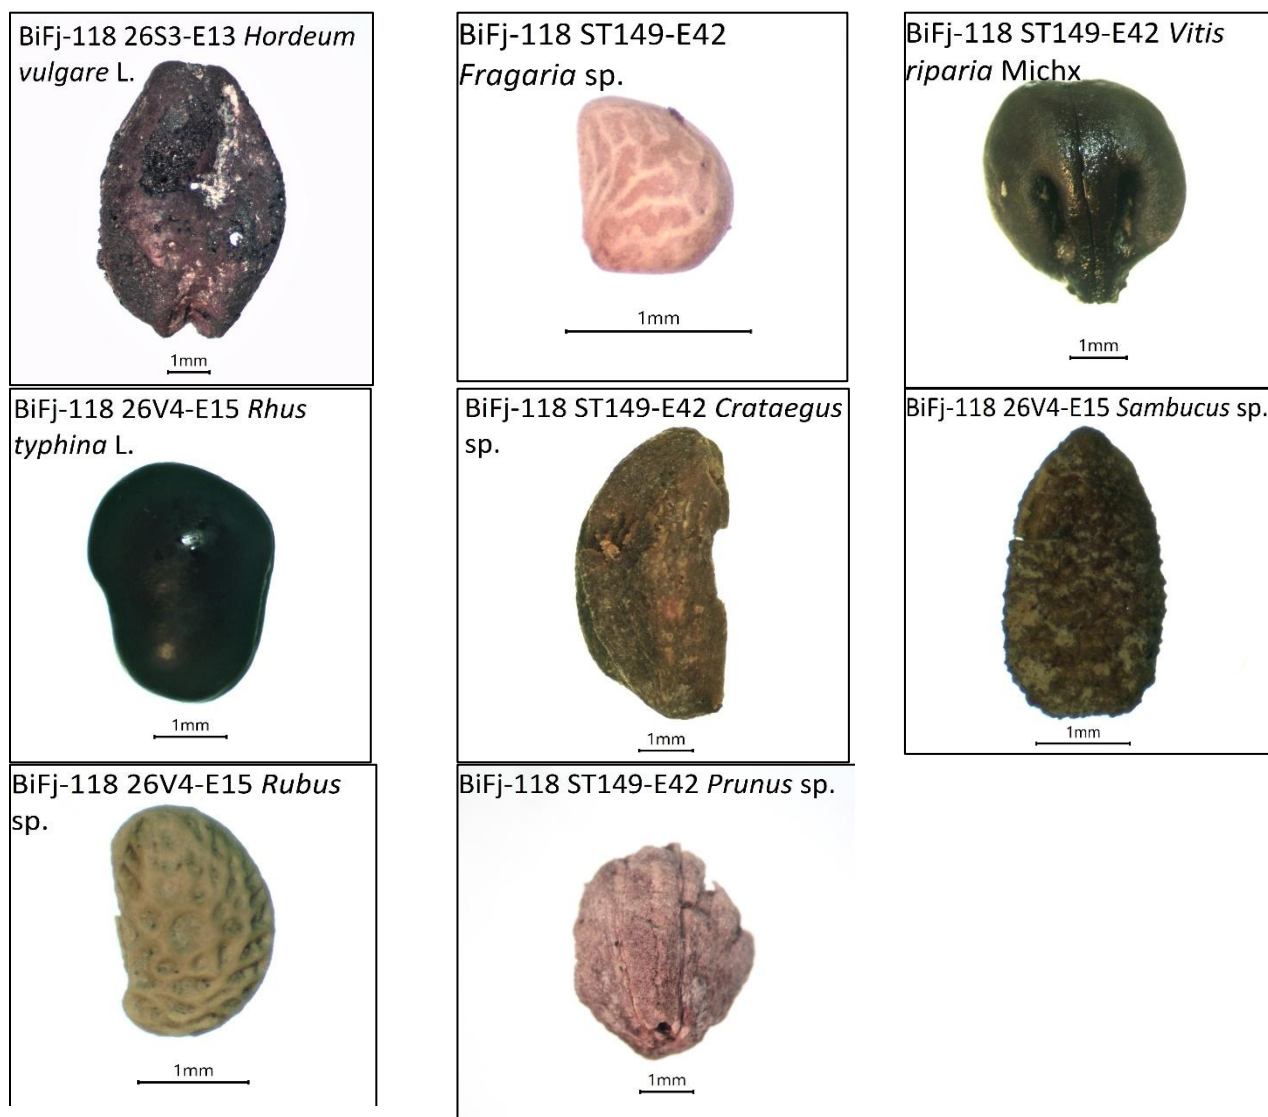 BiFj-118 26S3-E13 Hordeum
vulgare L.
1mm
BiFj-118 ST149-E42
Fragaria sp.
1mm
BiFj-118 ST149-E42 Vitis
riparia Michx
1mm
BiFj-118 26V4-E15 Rhus
typhina L.
1mm
BiFj-118 ST149-E42 Crataegus
sp.
1mm
BiFj-118 26V4-E15 Sambucus sp.
1mm
BiFj-118 26V4-E15 Rubus
sp.
1mm
BiFj-118 ST149-E42 Prunus sp.
1mm